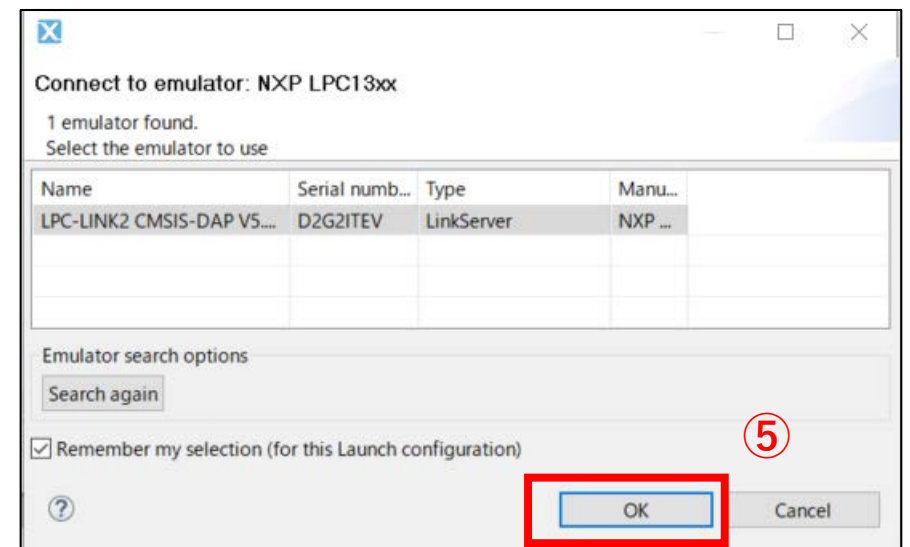 Connect to emulator: NXP LPC13xx
1 emulator found.
Select the emulator to use
Name Serial numb... Type Manu...
LPC-LINK2 CMSIS-DAP V5.... D2G2ITEV LinkServer NXP ...
Emulator search options
Search again
Remember my selection (for this Launch configuration)
⑤
? OK Cancel